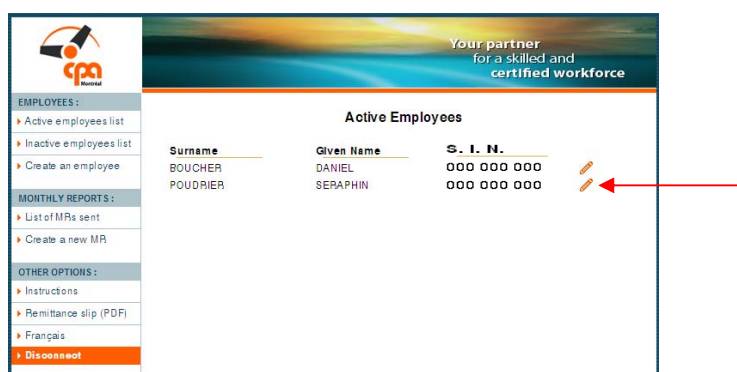 cpa
Montréal
Your partner
for a skilled and
certified workforce
EMPLOYEES :
Active employees list
Inactive employees list
Create an employee
MONTHLY REPORTS :
List of MRs sent
Create a new MR
OTHER OPTIONS :
Instructions
Remittance slip (PDF)
Français
Disconnect
Active Employees
Surname Given Name S. I. N.
BOUCHER DANIEL 000 000 000
POUDRIER SERAPHIN 000 000 000